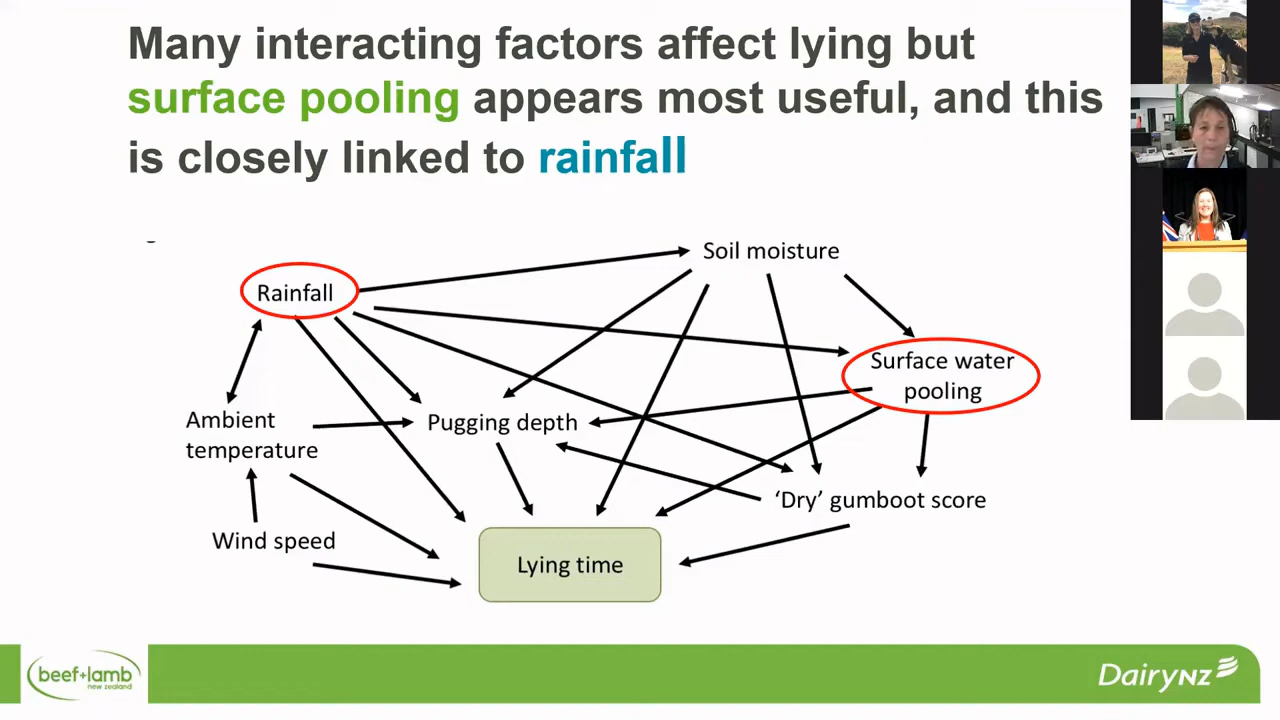 Many interacting factors affect lying but
surface pooling appears most useful, and this
is closely linked to rainfall
Soil moisture
Rainfall
Surface water
pooling
Ambient
temperature
Pugging depth
‘Dry’ gumboot score
Wind speed
Lying time
beef+lamb
new zealand
DairyNZ